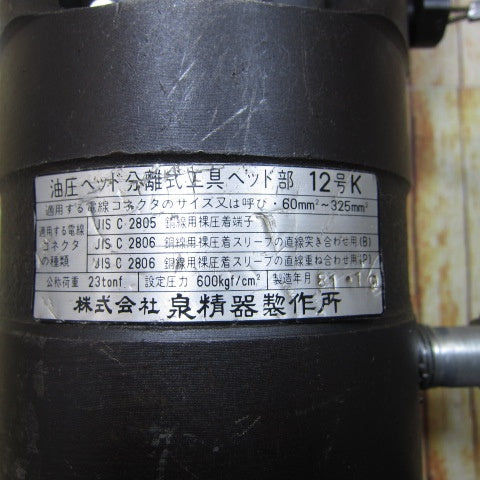 油圧ヘッド分離式工具ヘッド部 12号K
適用する電線コネクタのサイズ又は呼び・60mm²~325mm²
適用する電線コネクタの種類
JIS C 2805 銅線用裸圧着端子
JIS C 2806 銅線用裸圧着スリーブの直線突き合わせ用(B)
JIS C 2806 銅線用裸圧着スリーブの直線重ね合わせ用(P)
公称荷重 23tonf 設定圧力 600kgf/cm² 製造年月 81・10
株式会社 泉精器製作所